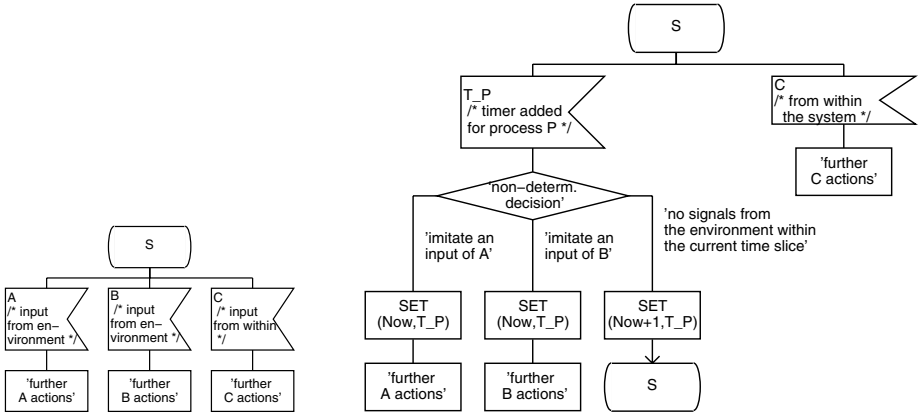 S
A
/* input
from en−
vironment */
B
/* input
from en−
vironment */
C
/* input
from within
*/
'further
A actions'
'further
B actions'
'further
C actions'
S
T_P
/* timer added
for process P */
C
/* from within
the system */
'further
C actions'
'non−determ.
decision'
'imitate an
input of A'
'imitate an
input of B'
'no signals from
the environment within
the current time slice'
SET
(Now,T_P)
SET
(Now,T_P)
SET
(Now+1,T_P)
'further
A actions'
'further
B actions'
S